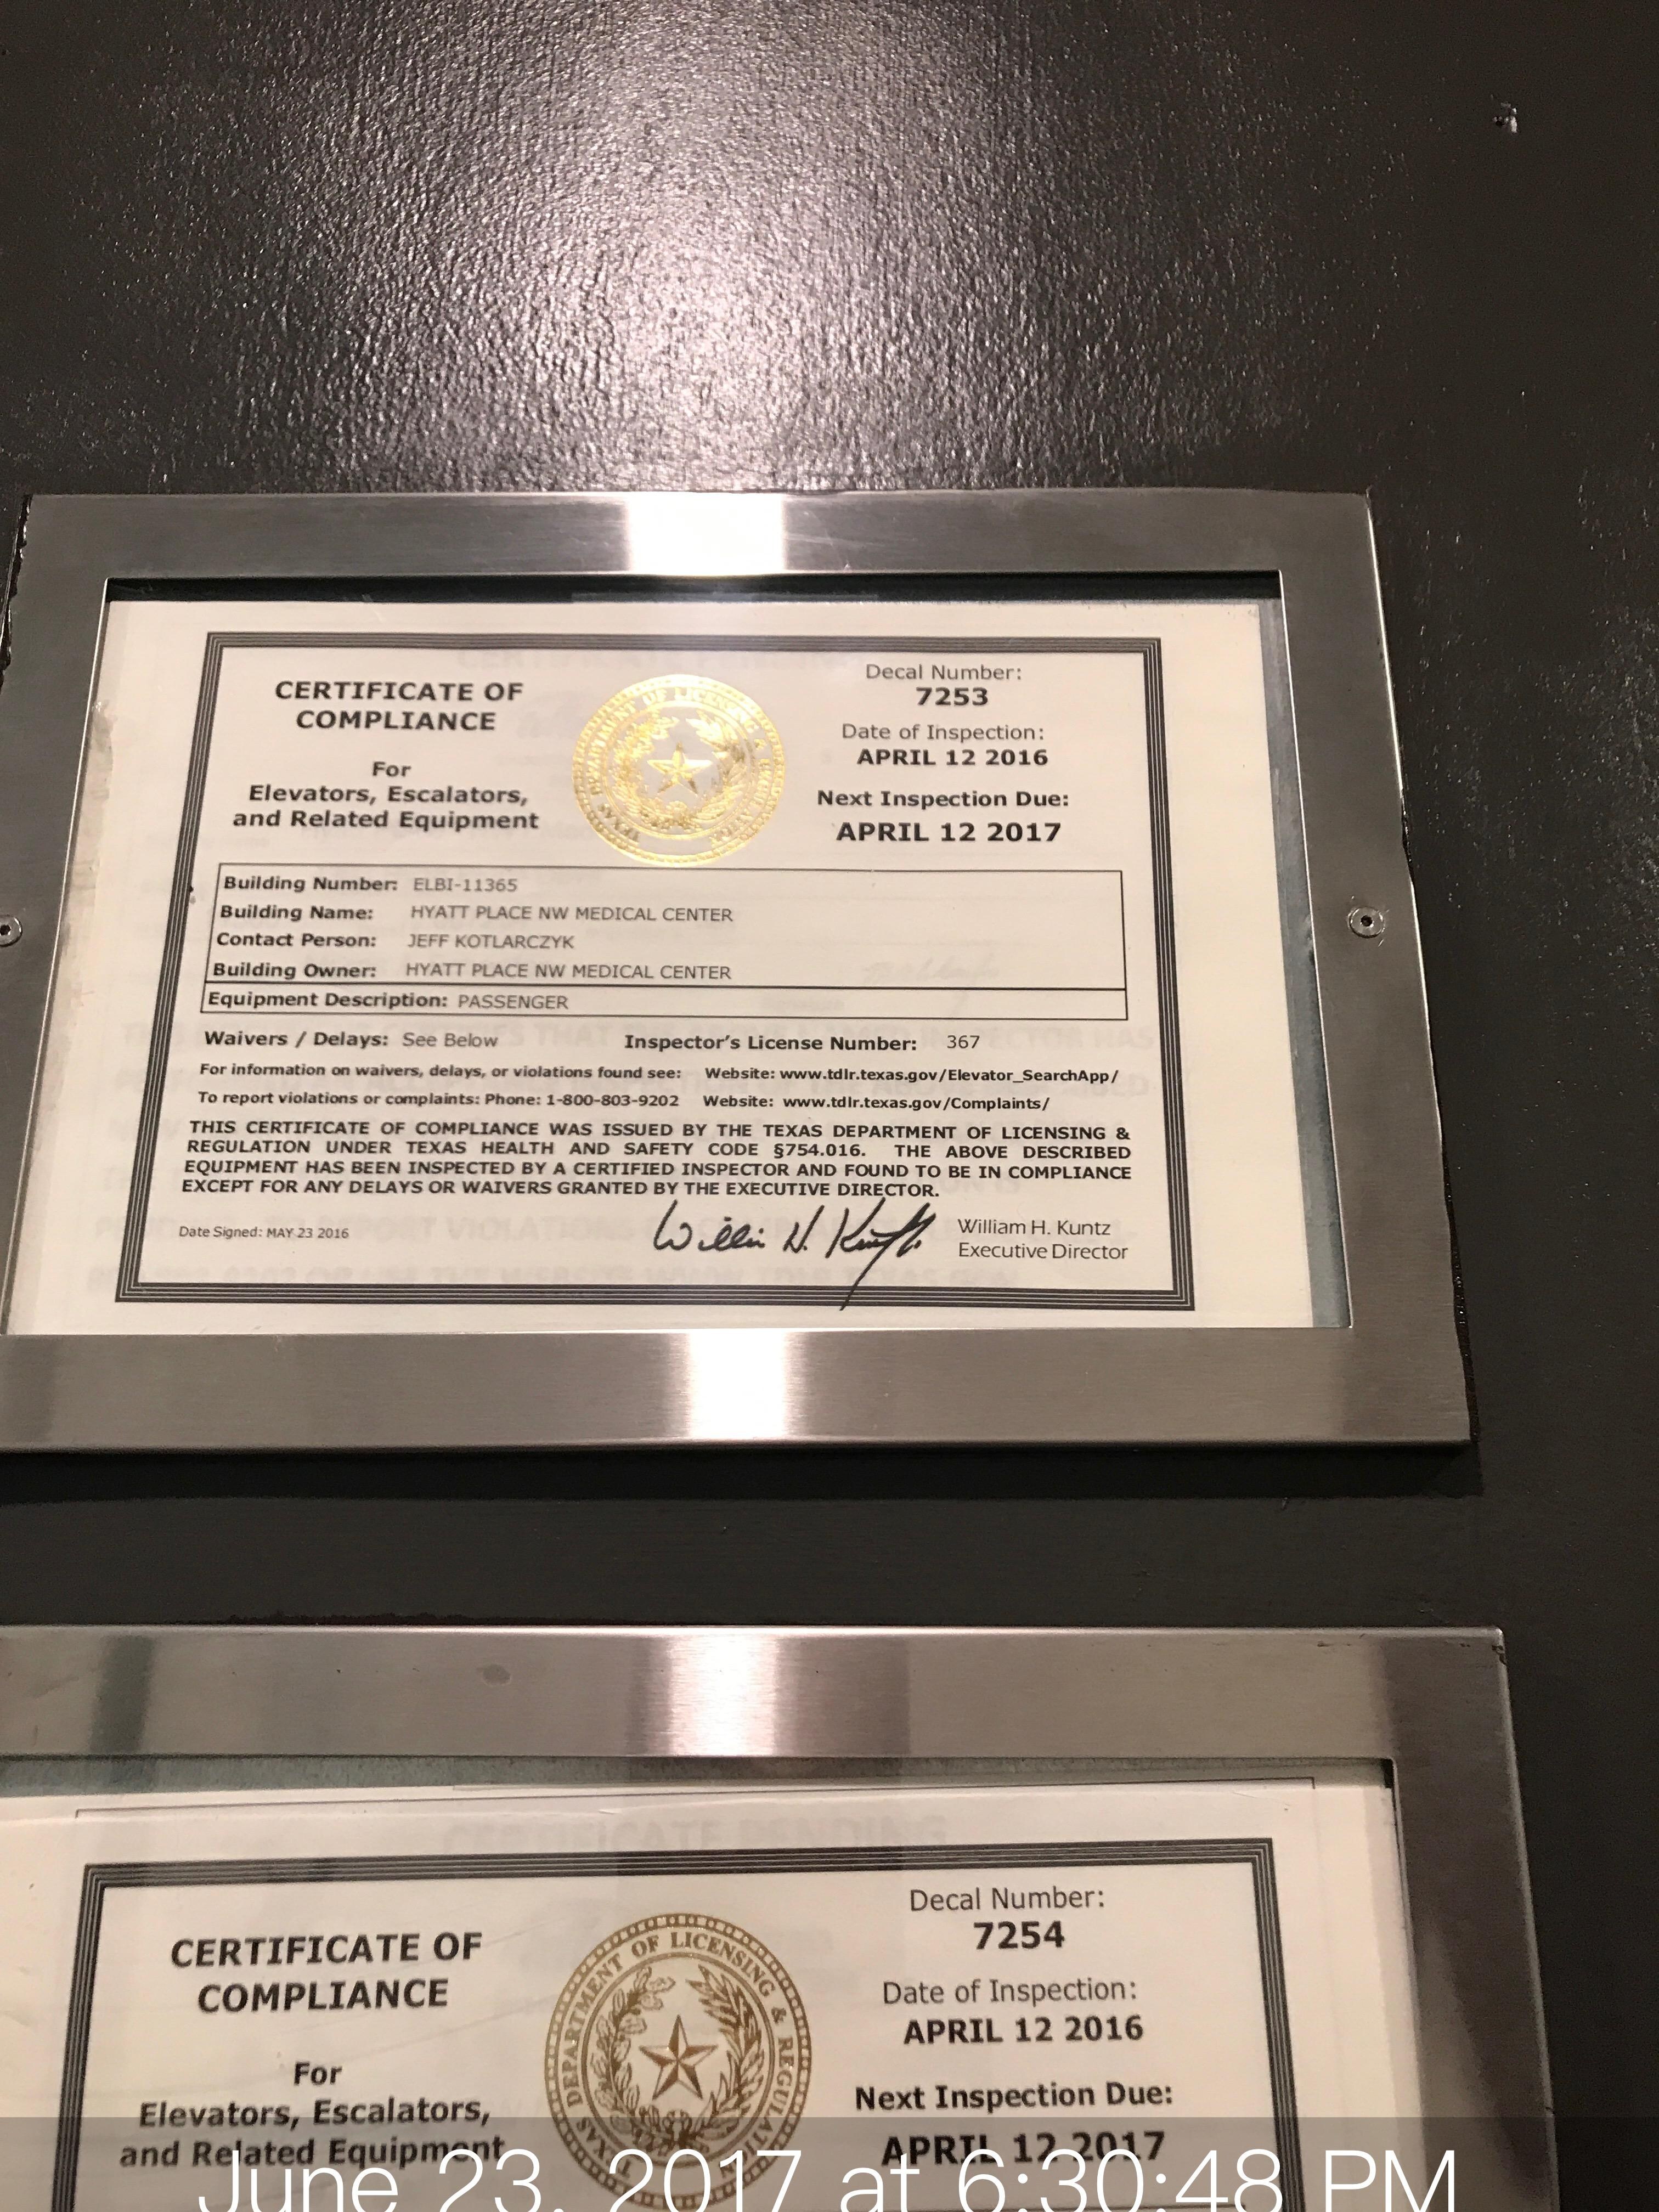 CERTIFICATE OF
COMPLIANCE
For
Elevators, Escalators,
and Related Equipment
TEXAS DEPARTMENT OF LICENSING &
Decal Number:
7253
Date of Inspection:
APRIL 12 2016
Next Inspection Due:
APRIL 12 2017
Building Number: ELBI-11365
Building Name: HYATT PLACE NW MEDICAL CENTER
Contact Person: JEFF KOTLARCZYK
Building Owner: HYATT PLACE NW MEDICAL CENTER
Equipment Description: PASSENGER
Waivers / Delays: See Below Inspector's License Number: 367
For information on waivers, delays, or violations found see: Website: www.tdlr.texas.gov/Elevator_SearchApp/
To report violations or complaints: Phone: 1-800-803-9202 Website: www.tdlr.texas.gov/Complaints/
THIS CERTIFICATE OF COMPLIANCE WAS ISSUED BY THE TEXAS DEPARTMENT OF LICENSING &
REGULATION UNDER TEXAS HEALTH AND SAFETY CODE §754.016. THE ABOVE DESCRIBED
EQUIPMENT HAS BEEN INSPECTED BY A CERTIFIED INSPECTOR AND FOUND TO BE IN COMPLIANCE
EXCEPT FOR ANY DELAYS OR WAIVERS GRANTED BY THE EXECUTIVE DIRECTOR.
Date Signed: MAY 23 2016
William H. Kuntz
William H. Kuntz
Executive Director
CERTIFICATE PENDING
CERTIFICATE OF
COMPLIANCE
For
Elevators, Escalators,
and Related Equipment
TEXAS DEPARTMENT OF LICENSING & REGULATION
Decal Number:
7254
Date of Inspection:
APRIL 12 2016
Next Inspection Due:
APRIL 12 2017
June 23, 2017 at 6:30:48 PM